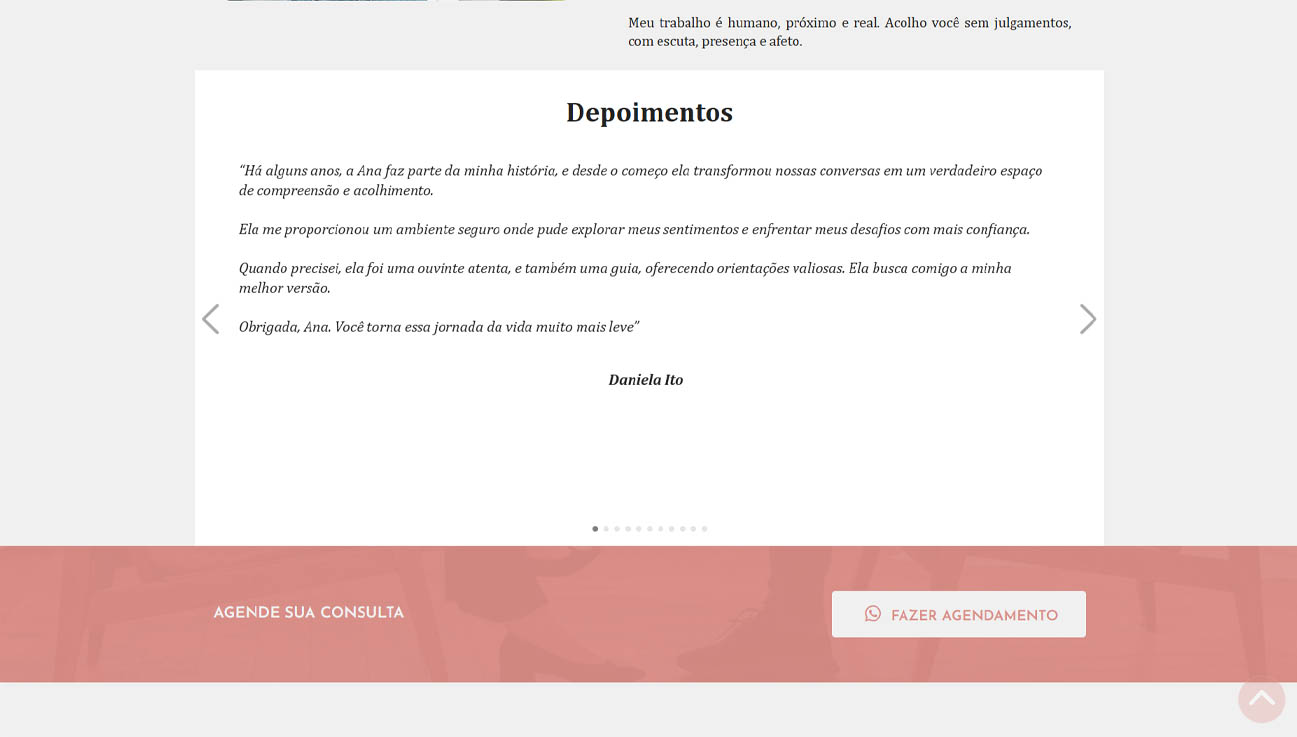 Meu trabalho é humano, próximo e real. Acolho você sem julgamentos,
com escuta, presença e afeto.
Depoimentos
“Há alguns anos, a Ana faz parte da minha história, e desde o começo ela transformou nossas conversas em um verdadeiro espaço
de compreensão e acolhimento.
Ela me proporcionou um ambiente seguro onde pude explorar meus sentimentos e enfrentar meus desafios com mais confiança.
Quando precisei, ela foi uma ouvinte atenta, e também uma guia, oferecendo orientações valiosas. Ela busca comigo a minha
melhor versão.
Obrigada, Ana. Você torna essa jornada da vida muito mais leve”
Daniela Ito
AGENDE SUA CONSULTA
FAZER AGENDAMENTO